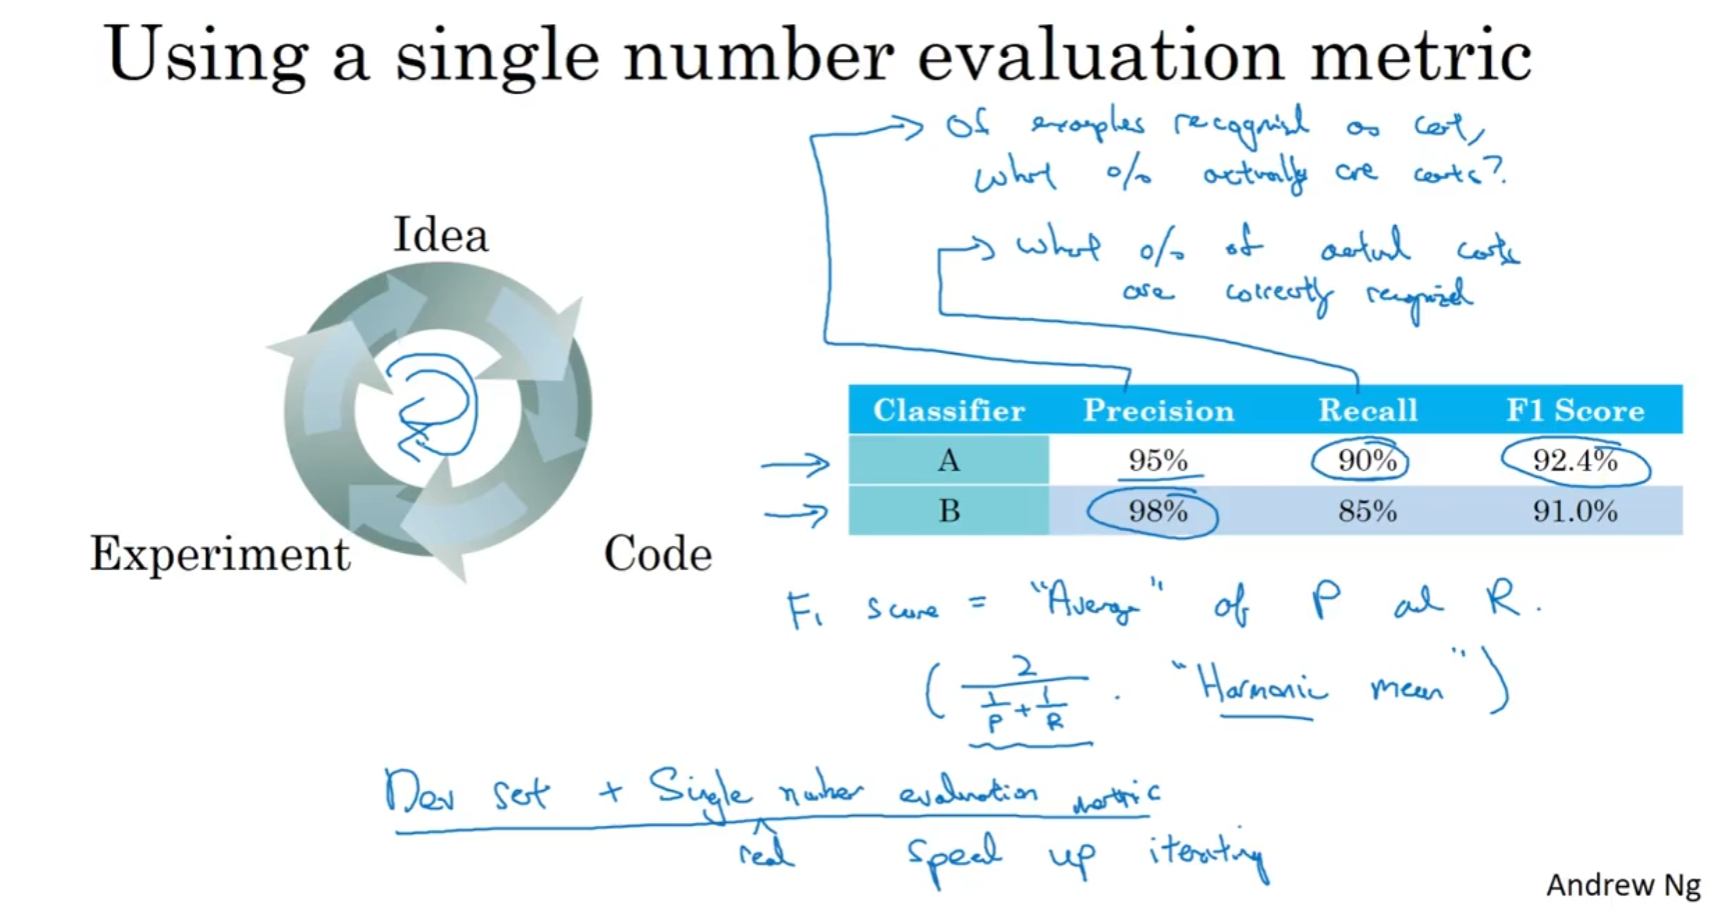 Using a single number evaluation metric
Of examples recognized as cat,
what % actually are cats?
what % of actual cats
are correctly recognized
Idea
Experiment
Code
Classifier Precision Recall F1 Score
A 95% 90% 92.4%
B 98% 85% 91.0%
F1 score = "Average" of P and R.
( 2 / (1/P + 1/R) . "Harmonic mean" )
Dev set + Single number evaluation metric
real speed up iterating
Andrew Ng